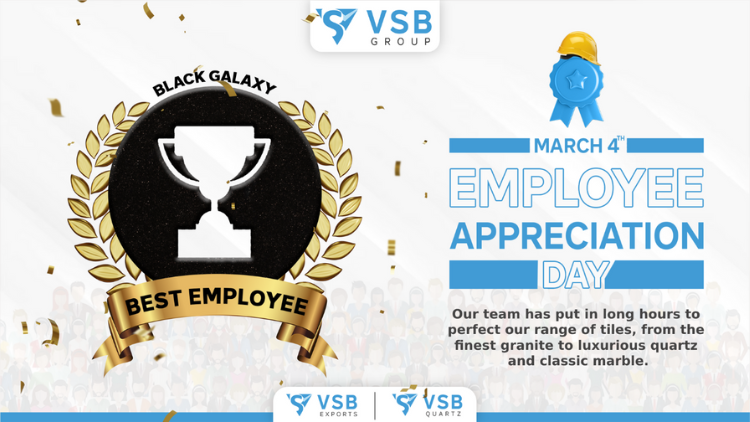 VSB
GROUP
BLACK GALAXY
BEST EMPLOYEE
MARCH 4TH
EMPLOYEE
APPRECIATION
DAY
Our team has put in long hours to
perfect our range of tiles, from the
finest granite to luxurious quartz
and classic marble.
VSB
EXPORTS
VSB
QUARTZ